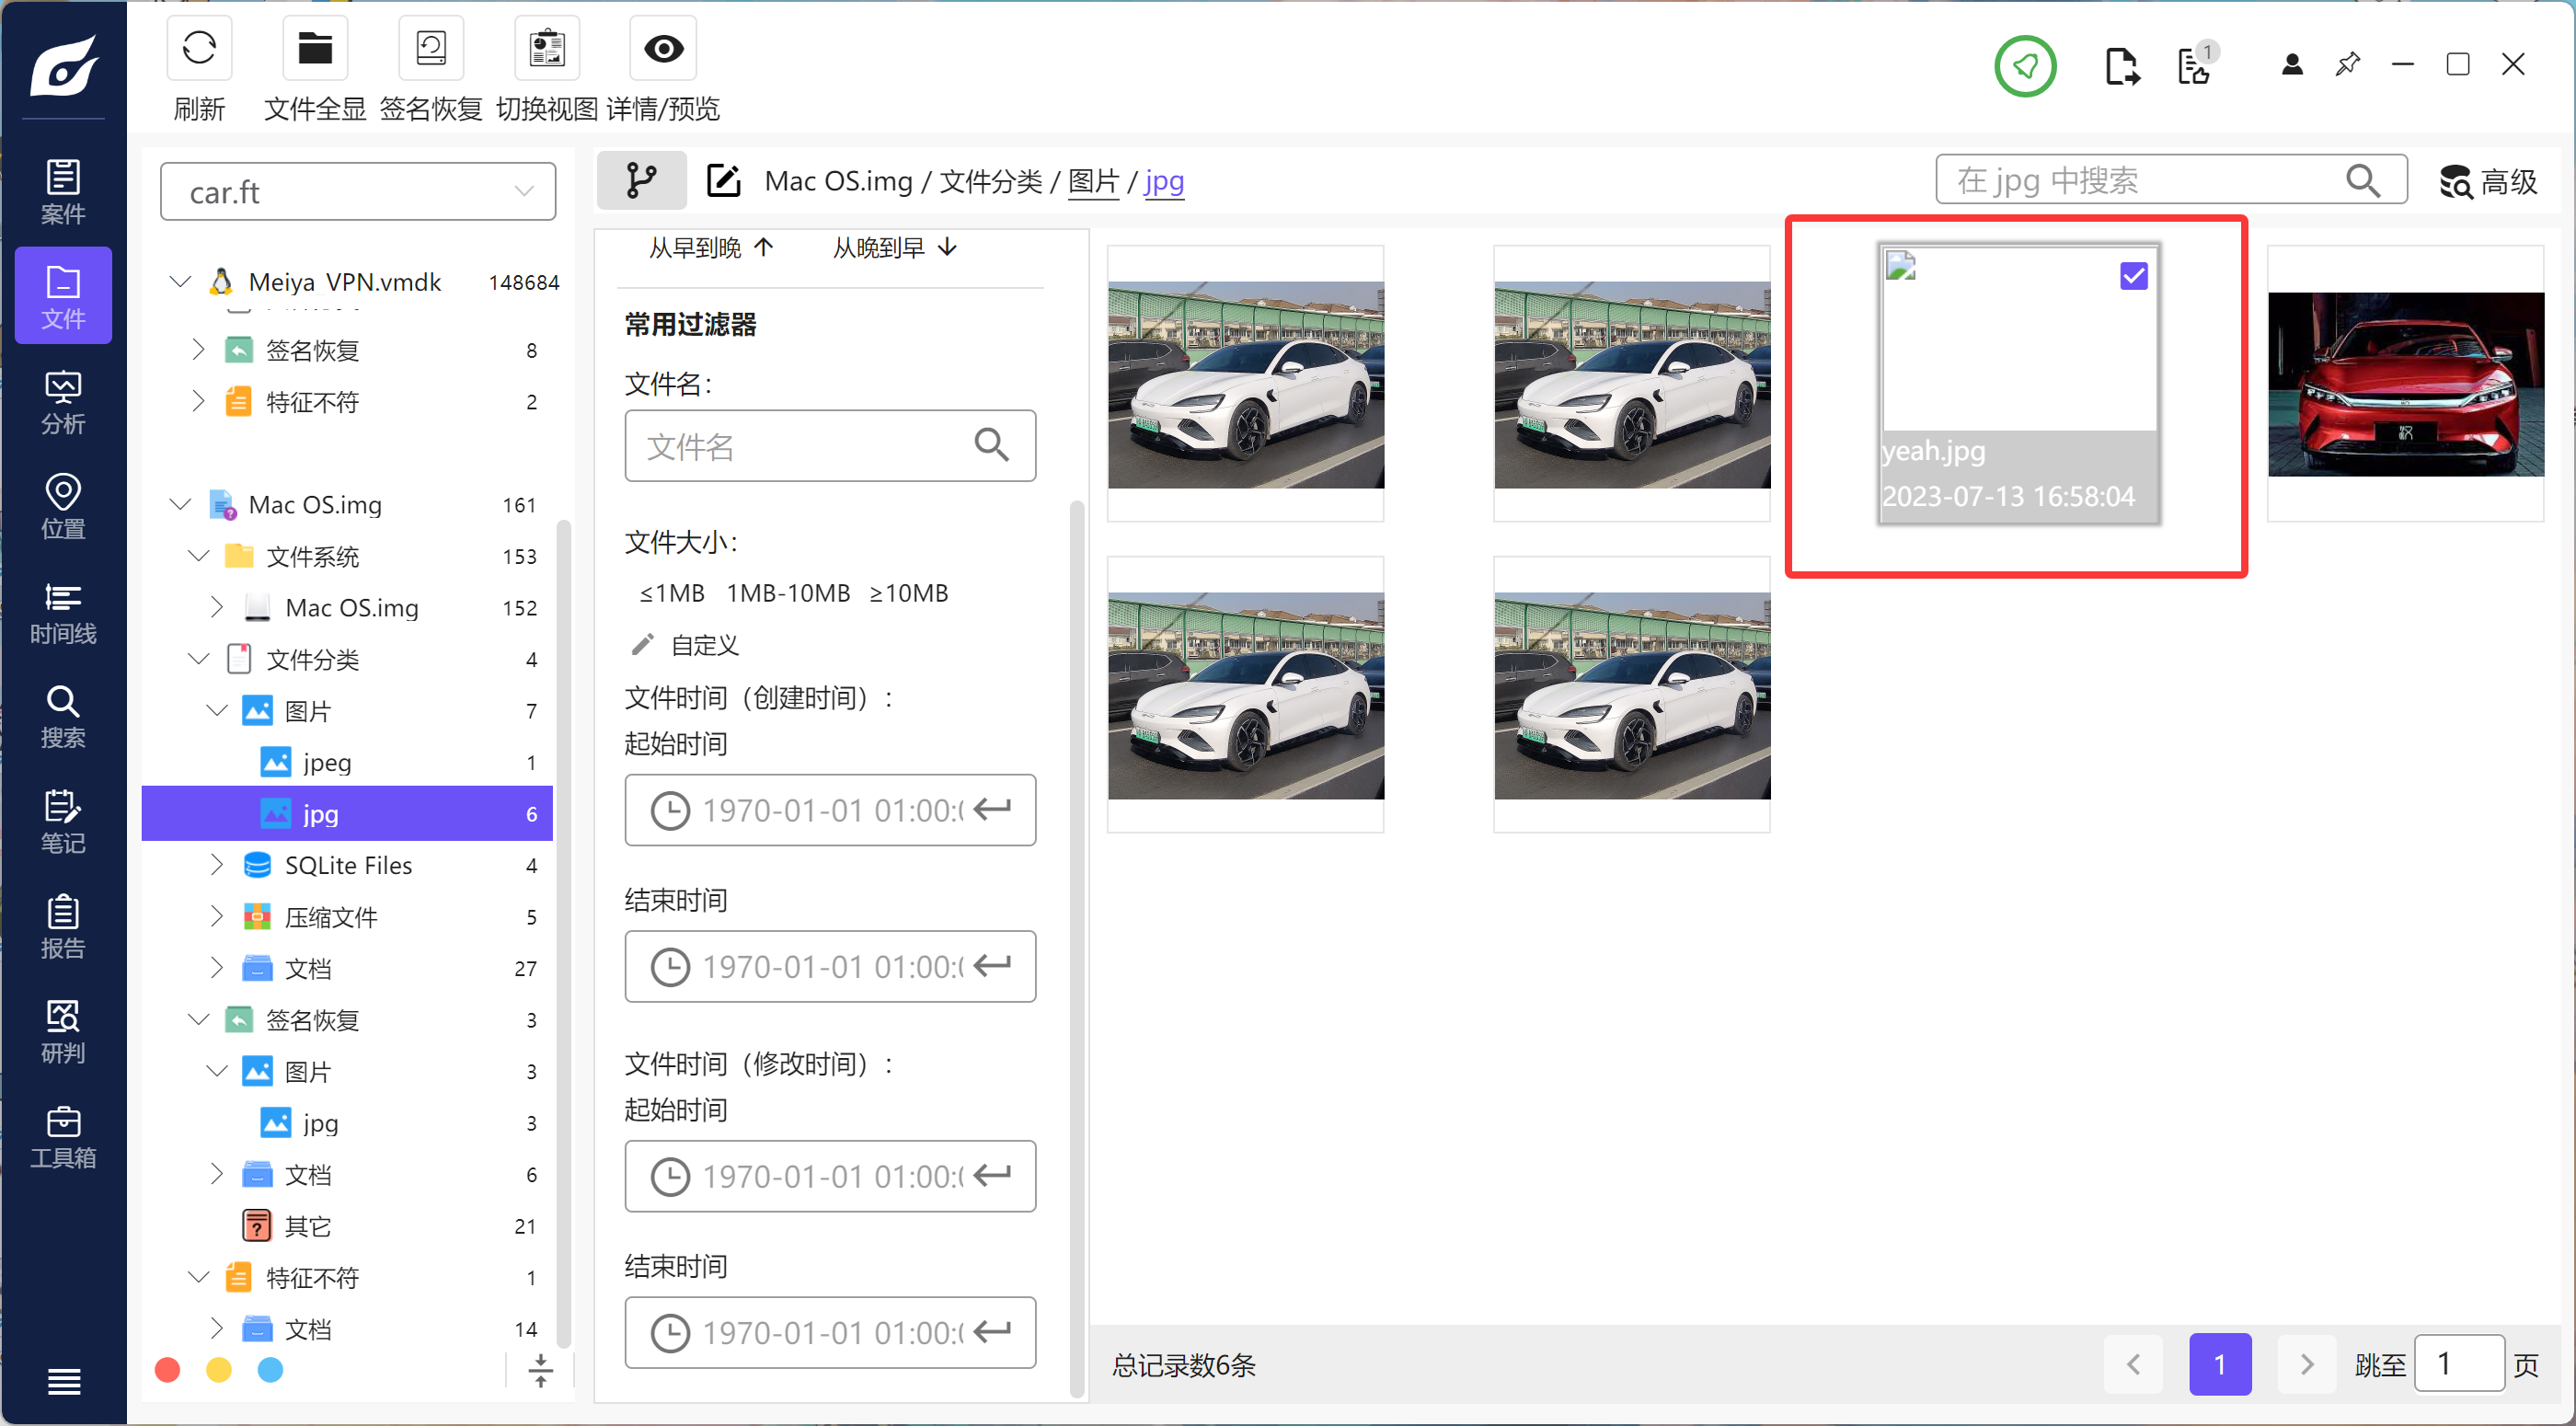 刷新
文件全显
签名恢复
切换视图
详情/预览
1
案件
文件
分析
位置
时间线
搜索
笔记
报告
研判
工具箱
car.ft
Meiya VPN.vmdk 148684
签名恢复 8
特征不符 2
Mac OS.img 161
文件系统 153
Mac OS.img 152
文件分类 4
图片 7
jpeg 1
jpg 6
SQLite Files 4
压缩文件 5
文档 27
签名恢复 3
图片 3
jpg 3
文档 6
其它 21
特征不符 1
文档 14
Mac OS.img / 文件分类 / 图片 / jpg
在 jpg 中搜索
高级
从早到晚 从晚到早
常用过滤器
文件名：
文件名
文件大小：
≤1MB 1MB-10MB ≥10MB
自定义
文件时间（创建时间）：
起始时间
1970-01-01 01:00:
结束时间
1970-01-01 01:00:
文件时间（修改时间）：
起始时间
1970-01-01 01:00:
结束时间
1970-01-01 01:00:
yeah.jpg
2023-07-13 16:58:04
汉
总记录数6条
1
跳至 1 页